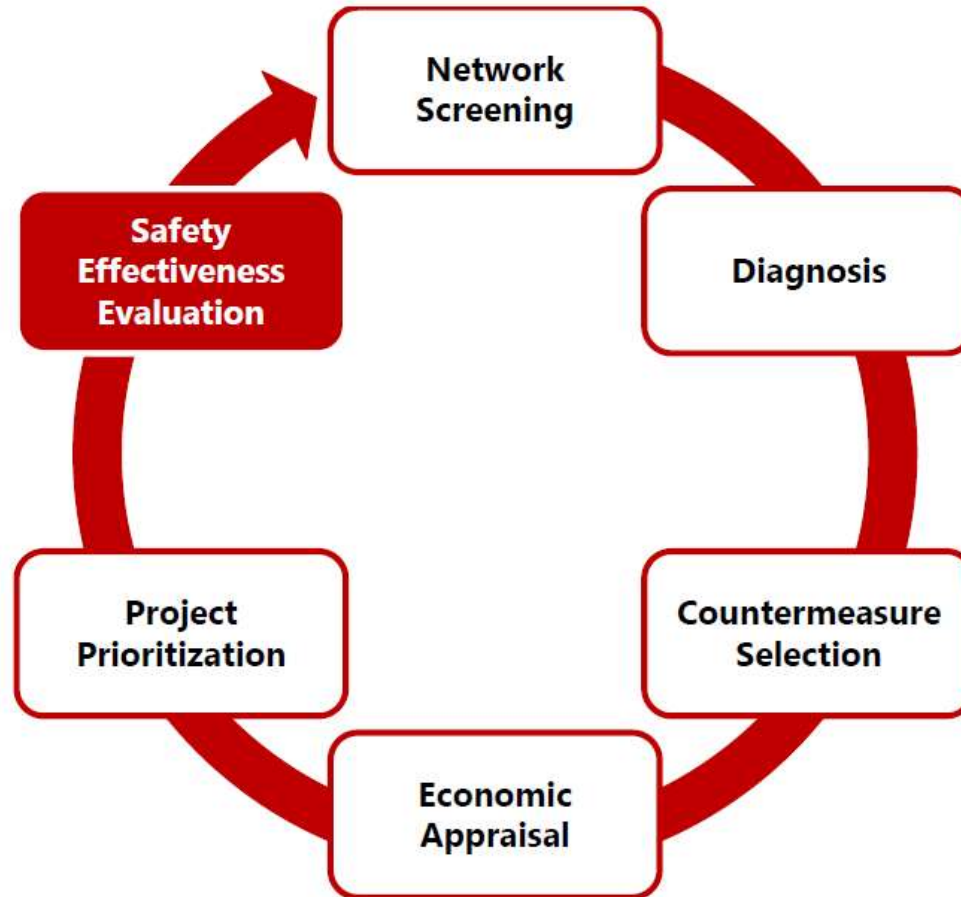 Network
Screening
Diagnosis
Countermeasure
Selection
Economic
Appraisal
Project
Prioritization
Safety
Effectiveness
Evaluation